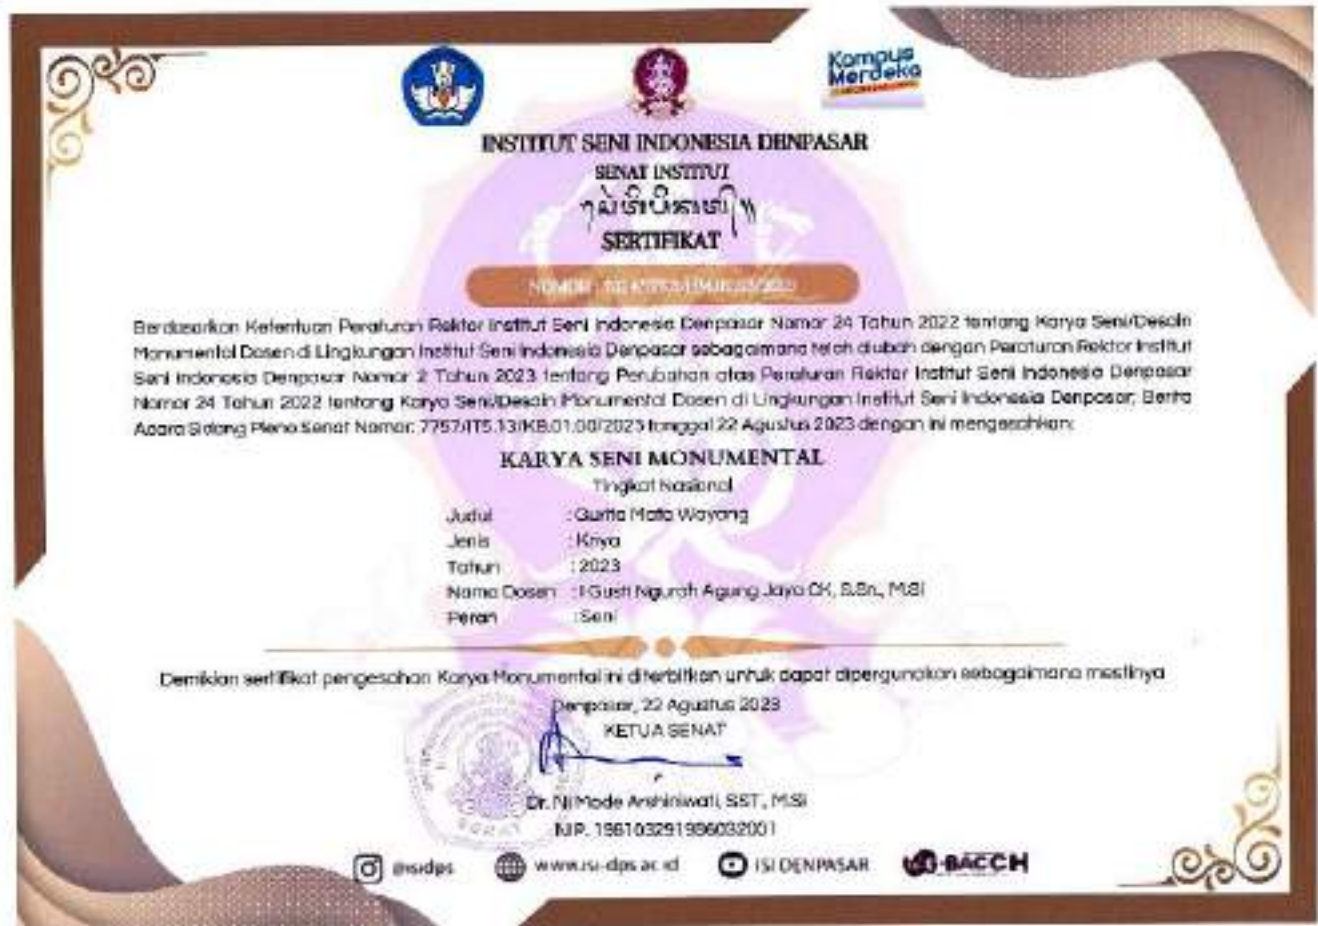 Kampus
Merdeka
INSTITUT SENI INDONESIA DENPASAR
SENAT INSTITUT
SERTIFIKAT
NOMOR :
Berdasarkan Ketentuan Peraturan Rektor Institut Seni Indonesia Denpasar Nomor 24 Tahun 2022 tentang Karya Seni/Desain
Monumental Dosen di Lingkungan Institut Seni Indonesia Denpasar sebagaimana telah diubah dengan Peraturan Rektor Institut
Seni Indonesia Denpasar Nomor 2 Tahun 2023 tentang Perubahan atas Peraturan Rektor Institut Seni Indonesia Denpasar
Nomor 24 Tahun 2022 tentang Karya Seni/Desain Monumental Dosen di Lingkungan Institut Seni Indonesia Denpasar; Berita
Acara Sidang Pleno Senat Nomor: 7757/IT5.13/KB.01.00/2023 tanggal 22 Agustus 2023 dengan ini mengesahkan:
KARYA SENI MONUMENTAL
Tingkat Nasional
Judul : Gurita Mata Wayang
Jenis : Kriya
Tahun : 2023
Nama Dosen : I Gusti Ngurah Agung Jaya CK, S.Sn., M.Si
Peran : Seni
Demikian sertifikat pengesahan Karya Monumental ini diterbitkan untuk dapat dipergunakan sebagaimana mestinya
Denpasar, 22 Agustus 2023
KETUA SENAT
Dr. Ni Made Arshiniwati, SST., M.Si
NIP. 196103291986032001
@isidps www.isi-dps.ac.id ISI DENPASAR BACCH